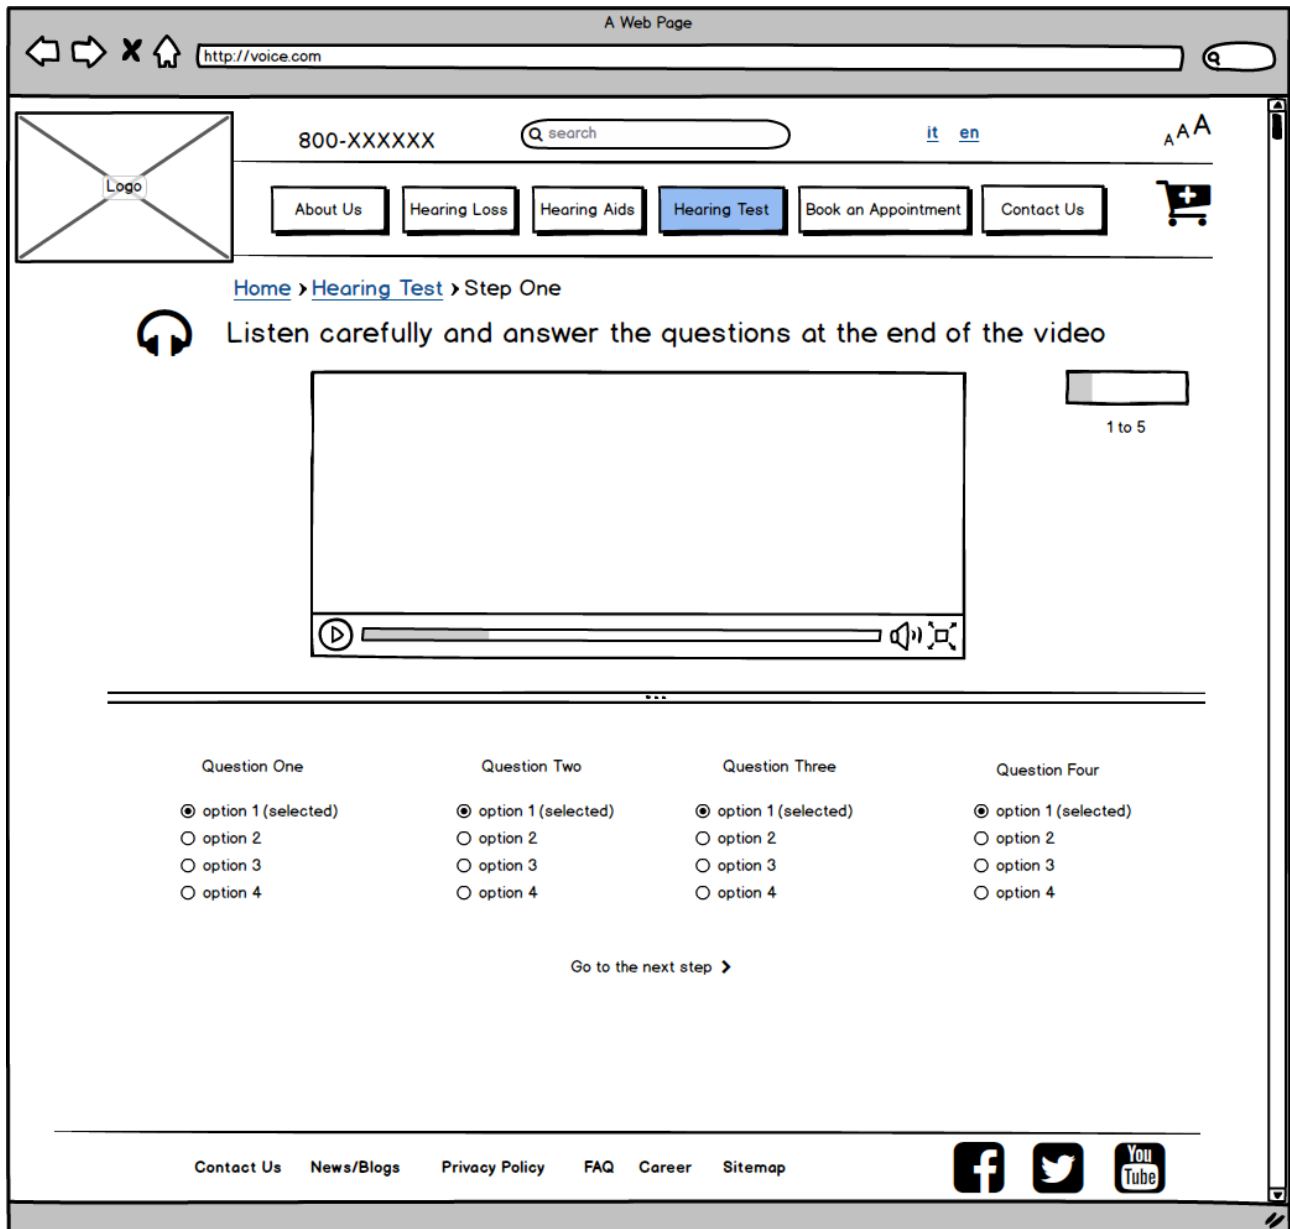 A Web Page
http://voice.com
800-XXXXXX
search
it en
A A A
Logo
About Us
Hearing Loss
Hearing Aids
Hearing Test
Book an Appointment
Contact Us
Home › Hearing Test › Step One
Listen carefully and answer the questions at the end of the video
1 to 5
Question One
option 1 (selected)
option 2
option 3
option 4
Question Two
option 1 (selected)
option 2
option 3
option 4
Question Three
option 1 (selected)
option 2
option 3
option 4
Question Four
option 1 (selected)
option 2
option 3
option 4
Go to the next step
Contact Us News/Blogs Privacy Policy FAQ Career Sitemap
You
Tube